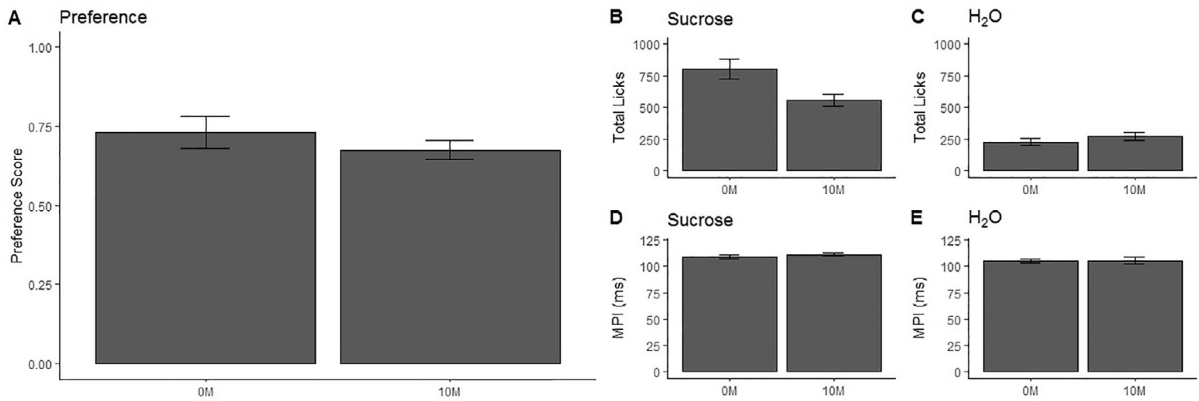 A Preference
Preference Score
1.00
0.75
0.50
0.25
0.00
0M 10M
B Sucrose
Total Licks
1000
750
500
250
0
0M 10M
C H₂O
Total Licks
1000
750
500
250
0
0M 10M
D Sucrose
MPI (ms)
125
100
75
50
25
0
0M 10M
E H₂O
MPI (ms)
125
100
75
50
25
0
0M 10M